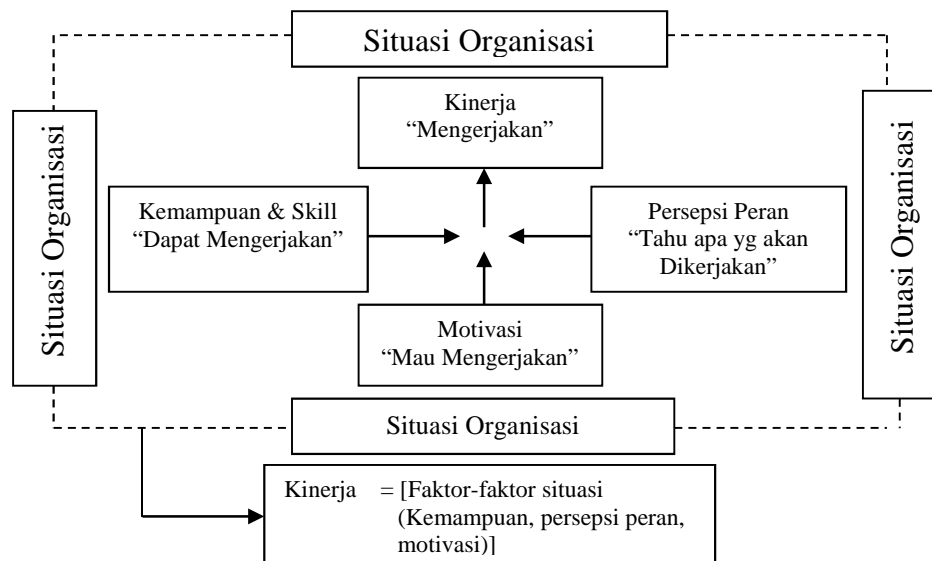 Situasi Organisasi
Kinerja
“Mengerjakan”
Situasi Organisasi
Kemampuan & Skill
“Dapat Mengerjakan”
Persepsi Peran
“Tahu apa yg akan
Dikerjakan”
Situasi Organisasi
Motivasi
“Mau Mengerjakan”
Situasi Organisasi
Kinerja = [Faktor-faktor situasi
(Kemampuan, persepsi peran,
motivasi)]